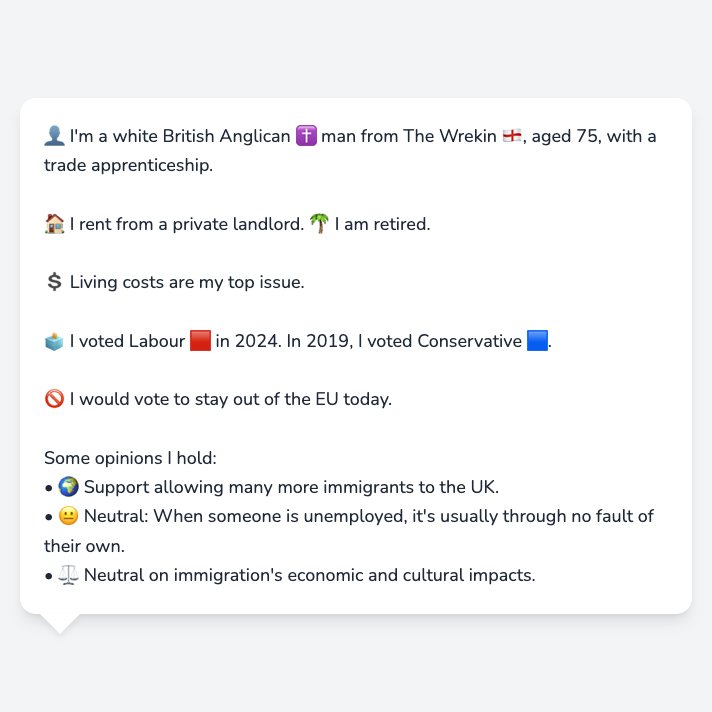 👤 I'm a white British Anglican ✝️ man from The Wrekin 🏴󠁧󠁢󠁥󠁮󠁧󠁿, aged 75, with a
trade apprenticeship.
🏠 I rent from a private landlord. 🌴 I am retired.
💲 Living costs are my top issue.
🗳️ I voted Labour 🟥 in 2024. In 2019, I voted Conservative 🟦.
🚫 I would vote to stay out of the EU today.
Some opinions I hold:
• 🌍 Support allowing many more immigrants to the UK.
• 😐 Neutral: When someone is unemployed, it's usually through no fault of
their own.
• ⚖️ Neutral on immigration's economic and cultural impacts.